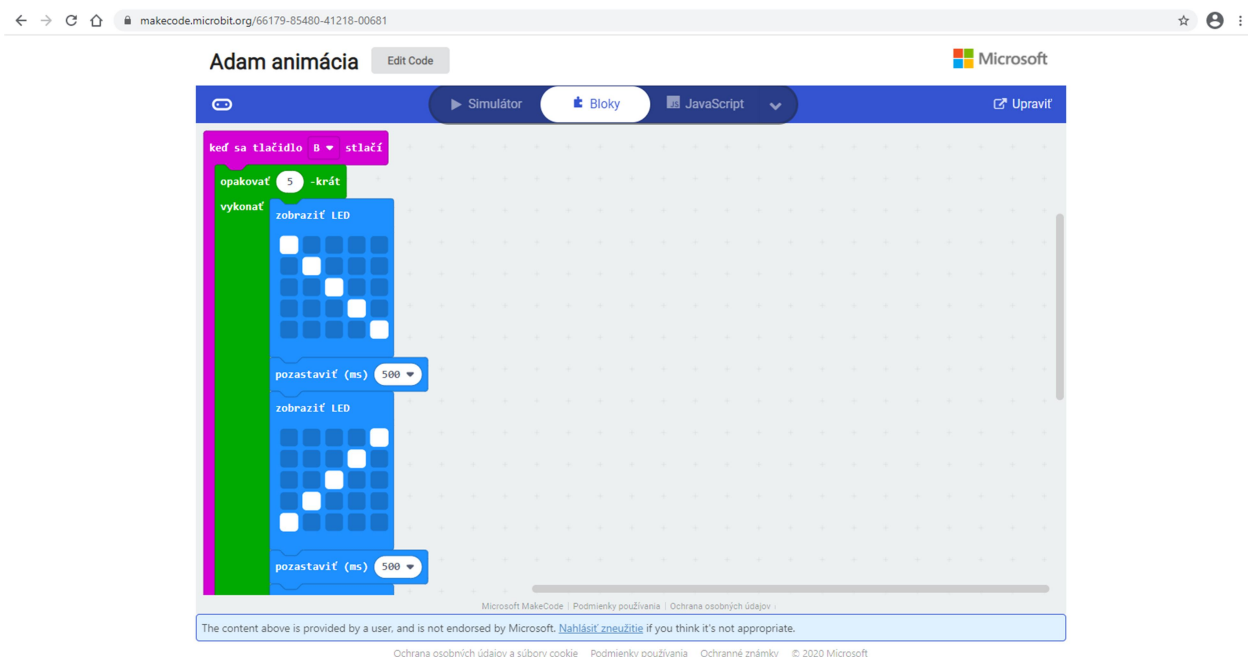 makecode.microbit.org/66179-85480-41218-00681
Adam animácia Edit Code Microsoft
Simulátor Bloky JS JavaScript Upraviť
keď sa tlačidlo B stlačí
opakovať 5 -krát
vykonať
zobraziť LED
pozastaviť (ms) 500
zobraziť LED
pozastaviť (ms) 500
Microsoft MakeCode | Podmienky používania | Ochrana osobných údajov
The content above is provided by a user, and is not endorsed by Microsoft. Nahlásiť zneužitie if you think it's not appropriate.
Ochrana osobných údajov a súbory cookie Podmienky používania Ochranné známky © 2020 Microsoft